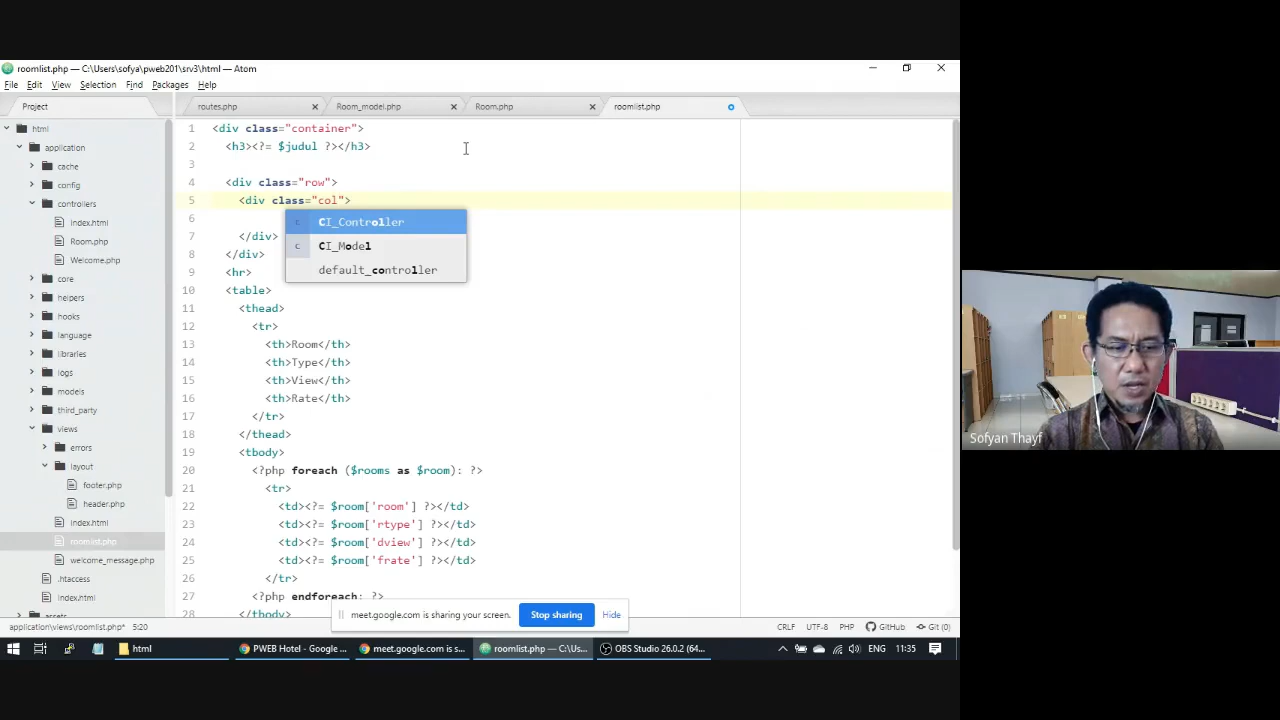 roomlist.php — C:\Users\sofya\pweb201\srv3\html — Atom
File Edit View Selection Find Packages Help
Project
routes.php
Room_model.php
Room.php
roomlist.php
html
application
cache
config
controllers
index.html
Room.php
Welcome.php
core
helpers
hooks
language
libraries
logs
models
third_party
views
errors
layout
footer.php
header.php
index.html
roomlist.php
welcome_message.php
.htaccess
index.html
assets
1 <div class="container">
2 <h3><?= $judul ?></h3>
3
4 <div class="row">
5 <div class="col">
6
7 </div>
8 </div>
9 <hr>
10 <table>
11 <thead>
12 <tr>
13 <th>Room</th>
14 <th>Type</th>
15 <th>View</th>
16 <th>Rate</th>
17 </tr>
18 </thead>
19 <tbody>
20 <?php foreach ($rooms as $room): ?>
21 <tr>
22 <td><?= $room['room'] ?></td>
23 <td><?= $room['rtype'] ?></td>
24 <td><?= $room['dview'] ?></td>
25 <td><?= $room['frate'] ?></td>
26 </tr>
27 <?php endforeach; ?>
28 </tbody>
c CI_Controller
c CI_Model
default_controller
meet.google.com is sharing your screen. Stop sharing Hide
application\views\roomlist.php* 5:20
CRLF UTF-8 PHP GitHub Git (0)
html
PWEB Hotel - Google ...
meet.google.com is s...
roomlist.php — C:\Us...
OBS Studio 26.0.2 (64...
ENG 11:35
Sofyan Thayf